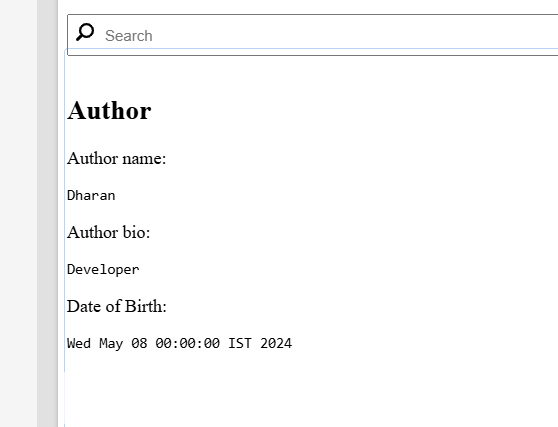 Search
Author
Author name:
Dharan
Author bio:
Developer
Date of Birth:
Wed May 08 00:00:00 IST 2024